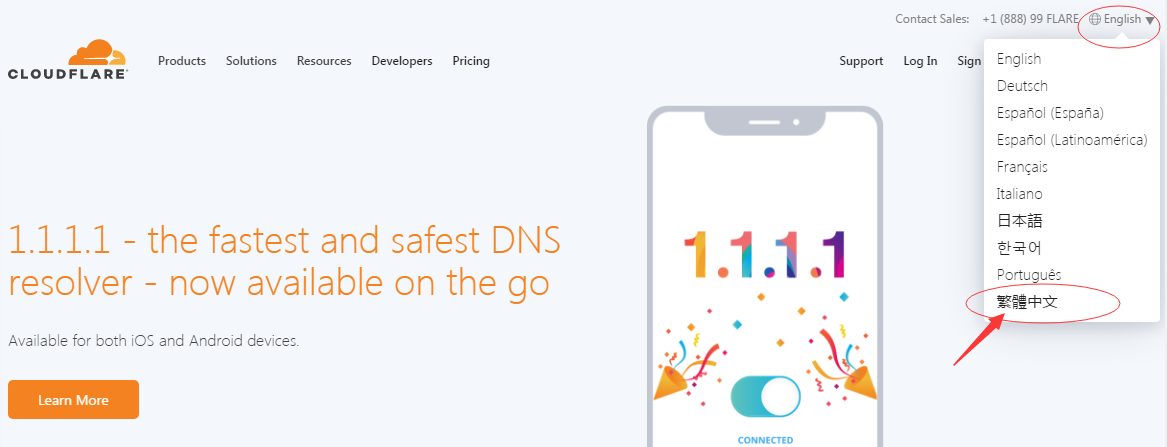 Contact Sales: +1 (888) 99 FLARE English
CLOUDFLARE
Products Solutions Resources Developers Pricing Support Log In Sign
English
Deutsch
Español (España)
Español (Latinoamérica)
Français
Italiano
日本語
한국어
Português
繁體中文
1.1.1.1 - the fastest and safest DNS
resolver - now available on the go
Available for both iOS and Android devices.
Learn More
1.1.1.1
CONNECTED